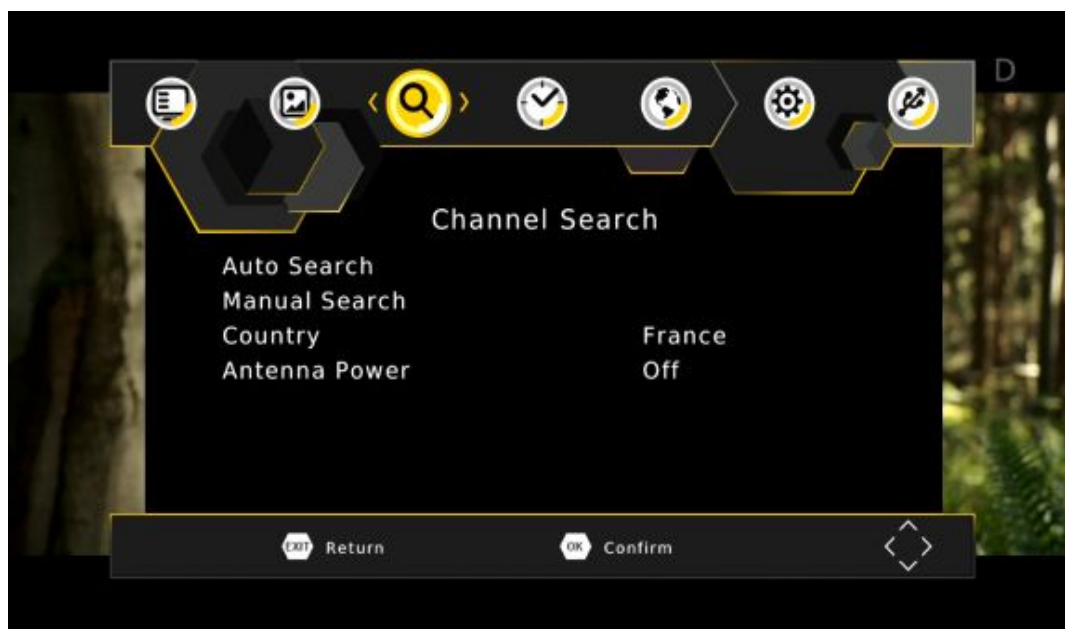 D
Channel Search
Auto Search
Manual Search
Country France
Antenna Power Off
EXIT Return OK Confirm